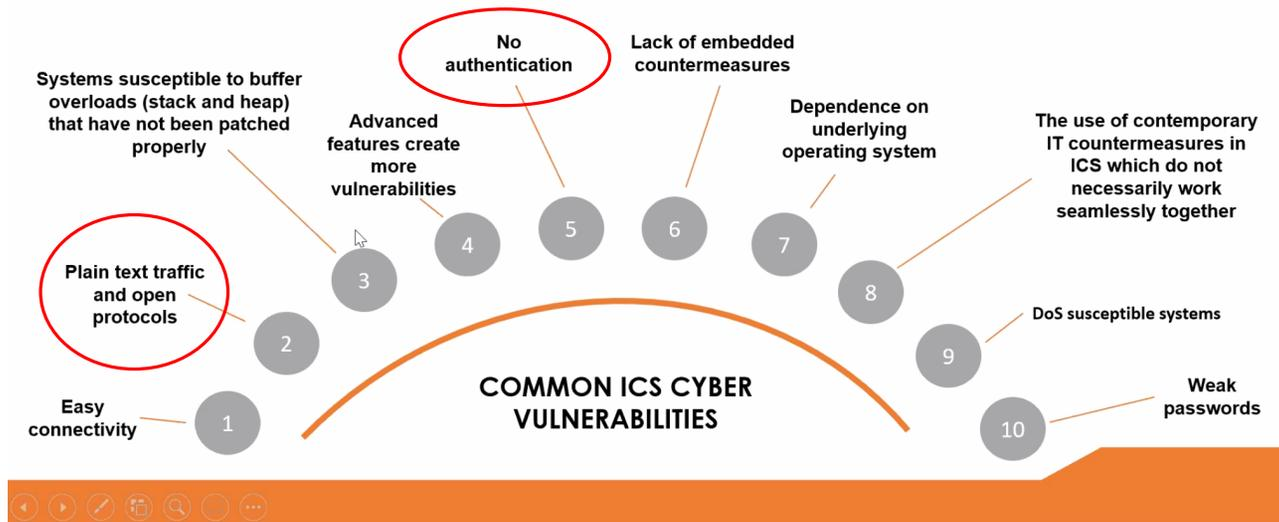 Easy
connectivity
1
Plain text traffic
and open
protocols
2
Systems susceptible to buffer
overloads (stack and heap)
that have not been patched
properly
3
Advanced
features create
more
vulnerabilities
4
No
authentication
5
Lack of embedded
countermeasures
6
Dependence on
underlying
operating system
7
The use of contemporary
IT countermeasures in
ICS which do not
necessarily work
seamlessly together
8
DoS susceptible systems
9
Weak
passwords
10
COMMON ICS CYBER
VULNERABILITIES